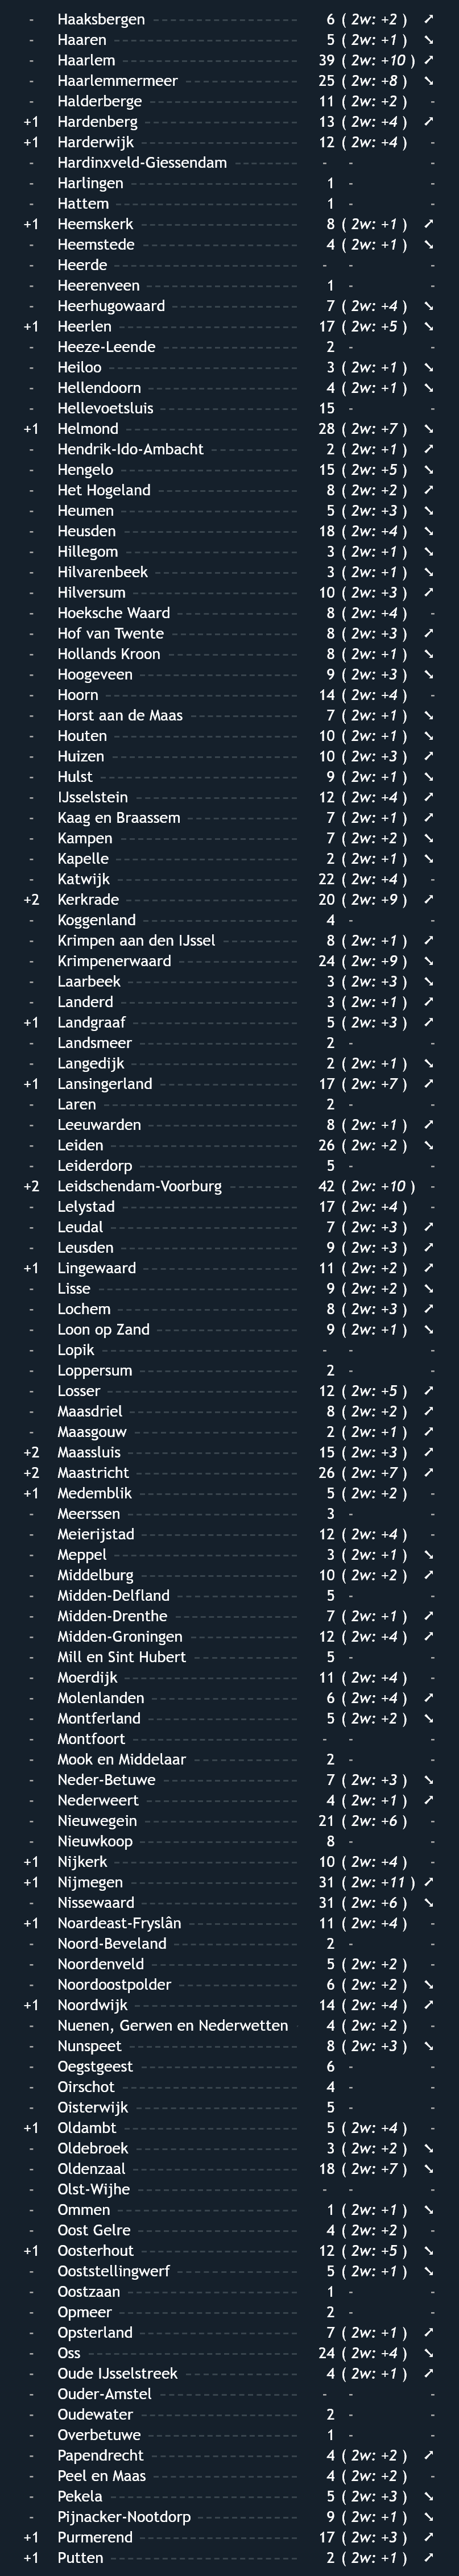 - Haaksbergen 6 ( 2w: +2 ) ➚
- Haaren 5 ( 2w: +1 ) ➘
- Haarlem 39 ( 2w: +10 ) ➚
- Haarlemmermeer 25 ( 2w: +8 ) ➘
- Halderberge 11 ( 2w: +2 ) -
+1 Hardenberg 13 ( 2w: +4 ) ➚
+1 Harderwijk 12 ( 2w: +4 ) -
- Hardinxveld-Giessendam - - -
- Harlingen 1 - -
- Hattem 1 - -
+1 Heemskerk 8 ( 2w: +1 ) ➚
- Heemstede 4 ( 2w: +1 ) ➘
- Heerde - - -
- Heerenveen 1 - -
- Heerhugowaard 7 ( 2w: +4 ) ➘
+1 Heerlen 17 ( 2w: +5 ) ➘
- Heeze-Leende 2 - -
- Heiloo 3 ( 2w: +1 ) ➘
- Hellendoorn 4 ( 2w: +1 ) ➘
- Hellevoetsluis 15 - -
+1 Helmond 28 ( 2w: +7 ) ➘
- Hendrik-Ido-Ambacht 2 ( 2w: +1 ) ➚
- Hengelo 15 ( 2w: +5 ) ➘
- Het Hogeland 8 ( 2w: +2 ) ➚
- Heumen 5 ( 2w: +3 ) ➘
- Heusden 18 ( 2w: +4 ) ➘
- Hillegom 3 ( 2w: +1 ) ➘
- Hilvarenbeek 3 ( 2w: +1 ) ➘
- Hilversum 10 ( 2w: +3 ) ➚
- Hoeksche Waard 8 ( 2w: +4 ) -
- Hof van Twente 8 ( 2w: +3 ) ➚
- Hollands Kroon 8 ( 2w: +1 ) ➘
- Hoogeveen 9 ( 2w: +3 ) ➘
- Hoorn 14 ( 2w: +4 ) -
- Horst aan de Maas 7 ( 2w: +1 ) ➘
- Houten 10 ( 2w: +1 ) ➘
- Huizen 10 ( 2w: +3 ) ➚
- Hulst 9 ( 2w: +1 ) ➘
- IJsselstein 12 ( 2w: +4 ) ➚
- Kaag en Braassem 7 ( 2w: +1 ) ➚
- Kampen 7 ( 2w: +2 ) ➘
- Kapelle 2 ( 2w: +1 ) ➘
- Katwijk 22 ( 2w: +4 ) -
+2 Kerkrade 20 ( 2w: +9 ) ➚
- Koggenland 4 - -
- Krimpen aan den IJssel 8 ( 2w: +1 ) ➚
- Krimpenerwaard 24 ( 2w: +9 ) ➘
- Laarbeek 3 ( 2w: +3 ) ➘
- Landerd 3 ( 2w: +1 ) ➚
+1 Landgraaf 5 ( 2w: +3 ) ➚
- Landsmeer 2 - -
- Langedijk 2 ( 2w: +1 ) ➘
+1 Lansingerland 17 ( 2w: +7 ) ➚
- Laren 2 - -
- Leeuwarden 8 ( 2w: +1 ) ➚
- Leiden 26 ( 2w: +2 ) ➘
- Leiderdorp 5 - -
+2 Leidschendam-Voorburg 42 ( 2w: +10 ) -
- Lelystad 17 ( 2w: +4 ) -
- Leudal 7 ( 2w: +3 ) ➚
- Leusden 9 ( 2w: +3 ) ➚
+1 Lingewaard 11 ( 2w: +2 ) ➚
- Lisse 9 ( 2w: +2 ) ➘
- Lochem 8 ( 2w: +3 ) ➚
- Loon op Zand 9 ( 2w: +1 ) ➘
- Lopik - - -
- Loppersum 2 - -
- Losser 12 ( 2w: +5 ) ➚
- Maasdriel 8 ( 2w: +2 ) ➚
- Maasgouw 2 ( 2w: +1 ) ➚
+2 Maassluis 15 ( 2w: +3 ) ➚
+2 Maastricht 26 ( 2w: +7 ) ➚
+1 Medemblik 5 ( 2w: +2 ) -
- Meerssen 3 - -
- Meierijstad 12 ( 2w: +4 ) -
- Meppel 3 ( 2w: +1 ) ➘
- Middelburg 10 ( 2w: +2 ) ➚
- Midden-Delfland 5 - -
- Midden-Drenthe 7 ( 2w: +1 ) ➚
- Midden-Groningen 12 ( 2w: +4 ) ➚
- Mill en Sint Hubert 5 - -
- Moerdijk 11 ( 2w: +4 ) -
- Molenlanden 6 ( 2w: +4 ) ➚
- Montferland 5 ( 2w: +2 ) ➘
- Montfoort - - -
- Mook en Middelaar 2 - -
- Neder-Betuwe 7 ( 2w: +3 ) ➘
- Nederweert 4 ( 2w: +1 ) ➚
- Nieuwegein 21 ( 2w: +6 ) -
- Nieuwkoop 8 - -
+1 Nijkerk 10 ( 2w: +4 ) -
+1 Nijmegen 31 ( 2w: +11 ) ➚
- Nissewaard 31 ( 2w: +6 ) ➘
+1 Noardeast-Fryslân 11 ( 2w: +4 ) -
- Noord-Beveland 2 - -
- Noordenveld 5 ( 2w: +2 ) -
- Noordoostpolder 6 ( 2w: +2 ) ➘
+1 Noordwijk 14 ( 2w: +4 ) ➚
- Nuenen, Gerwen en Nederwetten 4 ( 2w: +2 ) -
- Nunspeet 8 ( 2w: +3 ) ➘
- Oegstgeest 6 - -
- Oirschot 4 - -
- Oisterwijk 5 - -
+1 Oldambt 5 ( 2w: +4 ) -
- Oldebroek 3 ( 2w: +2 ) ➘
- Oldenzaal 18 ( 2w: +7 ) ➘
- Olst-Wijhe - - -
- Ommen 1 ( 2w: +1 ) ➘
- Oost Gelre 4 ( 2w: +2 ) -
+1 Oosterhout 12 ( 2w: +5 ) ➘
- Ooststellingwerf 5 ( 2w: +1 ) ➘
- Oostzaan 1 - -
- Opmeer 2 - -
- Opsterland 7 ( 2w: +1 ) ➚
- Oss 24 ( 2w: +4 ) ➘
- Oude IJsselstreek 4 ( 2w: +1 ) ➚
- Ouder-Amstel - - -
- Oudewater 2 - -
- Overbetuwe 1 - -
- Papendrecht 4 ( 2w: +2 ) ➚
- Peel en Maas 4 ( 2w: +2 ) -
- Pekela 5 ( 2w: +3 ) ➘
- Pijnacker-Nootdorp 9 ( 2w: +1 ) ➘
+1 Purmerend 17 ( 2w: +3 ) ➚
+1 Putten 2 ( 2w: +1 ) ➚